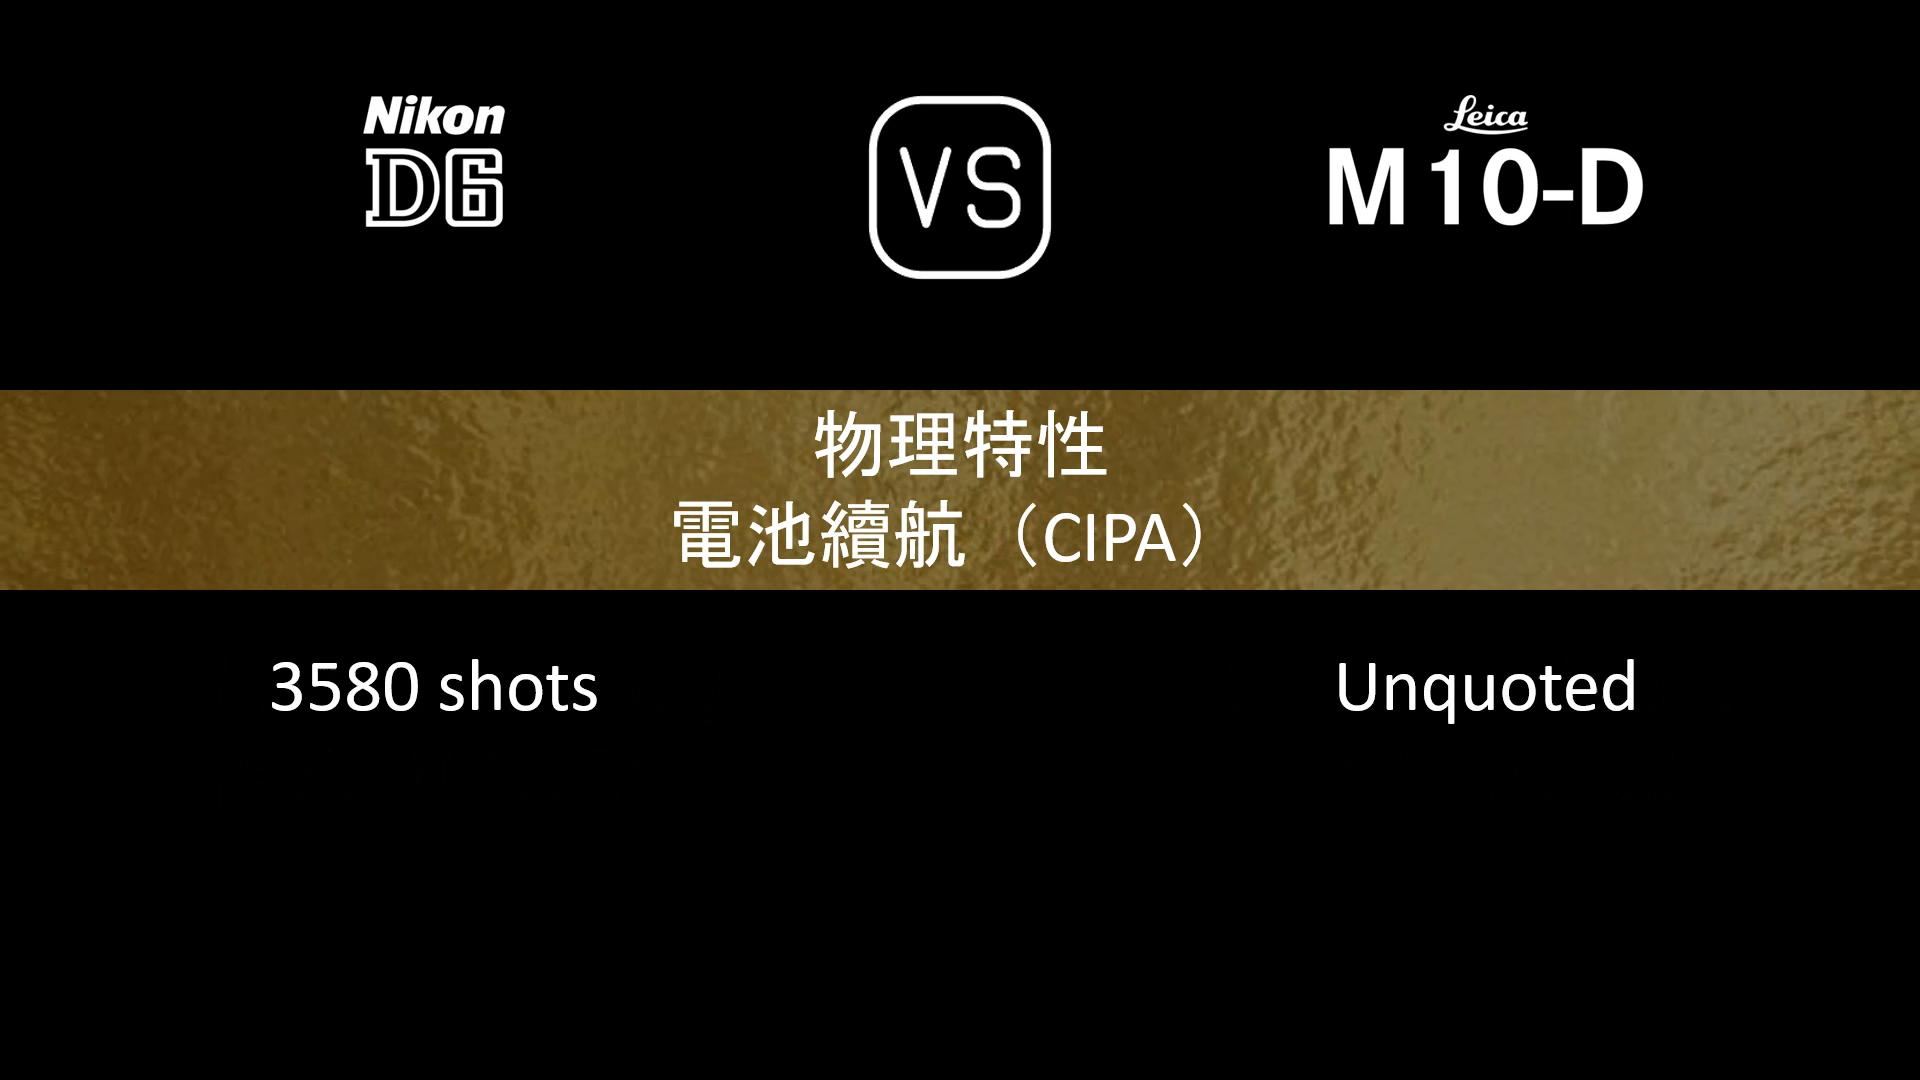 Nikon
D6
VS
Leica
M10-D
物理特性
電池續航（CIPA）
3580 shots
Unquoted